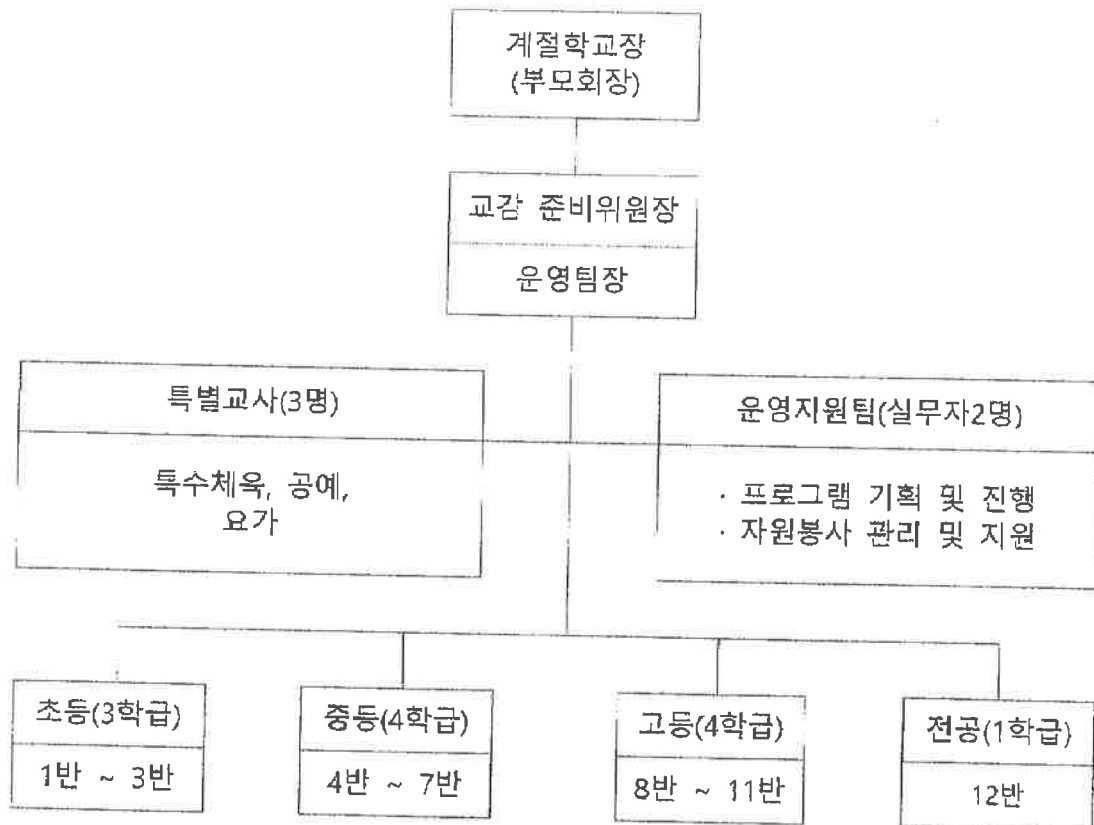 계절학교장
(부모회장)
교감 준비위원장
운영팀장
특별교사(3명)
특수체육, 공예,
요가
운영지원팀(실무자2명)
· 프로그램 기획 및 진행
· 자원봉사 관리 및 지원
초등(3학급)
1반 ~ 3반
중등(4학급)
4반 ~ 7반
고등(4학급)
8반 ~ 11반
전공(1학급)
12반